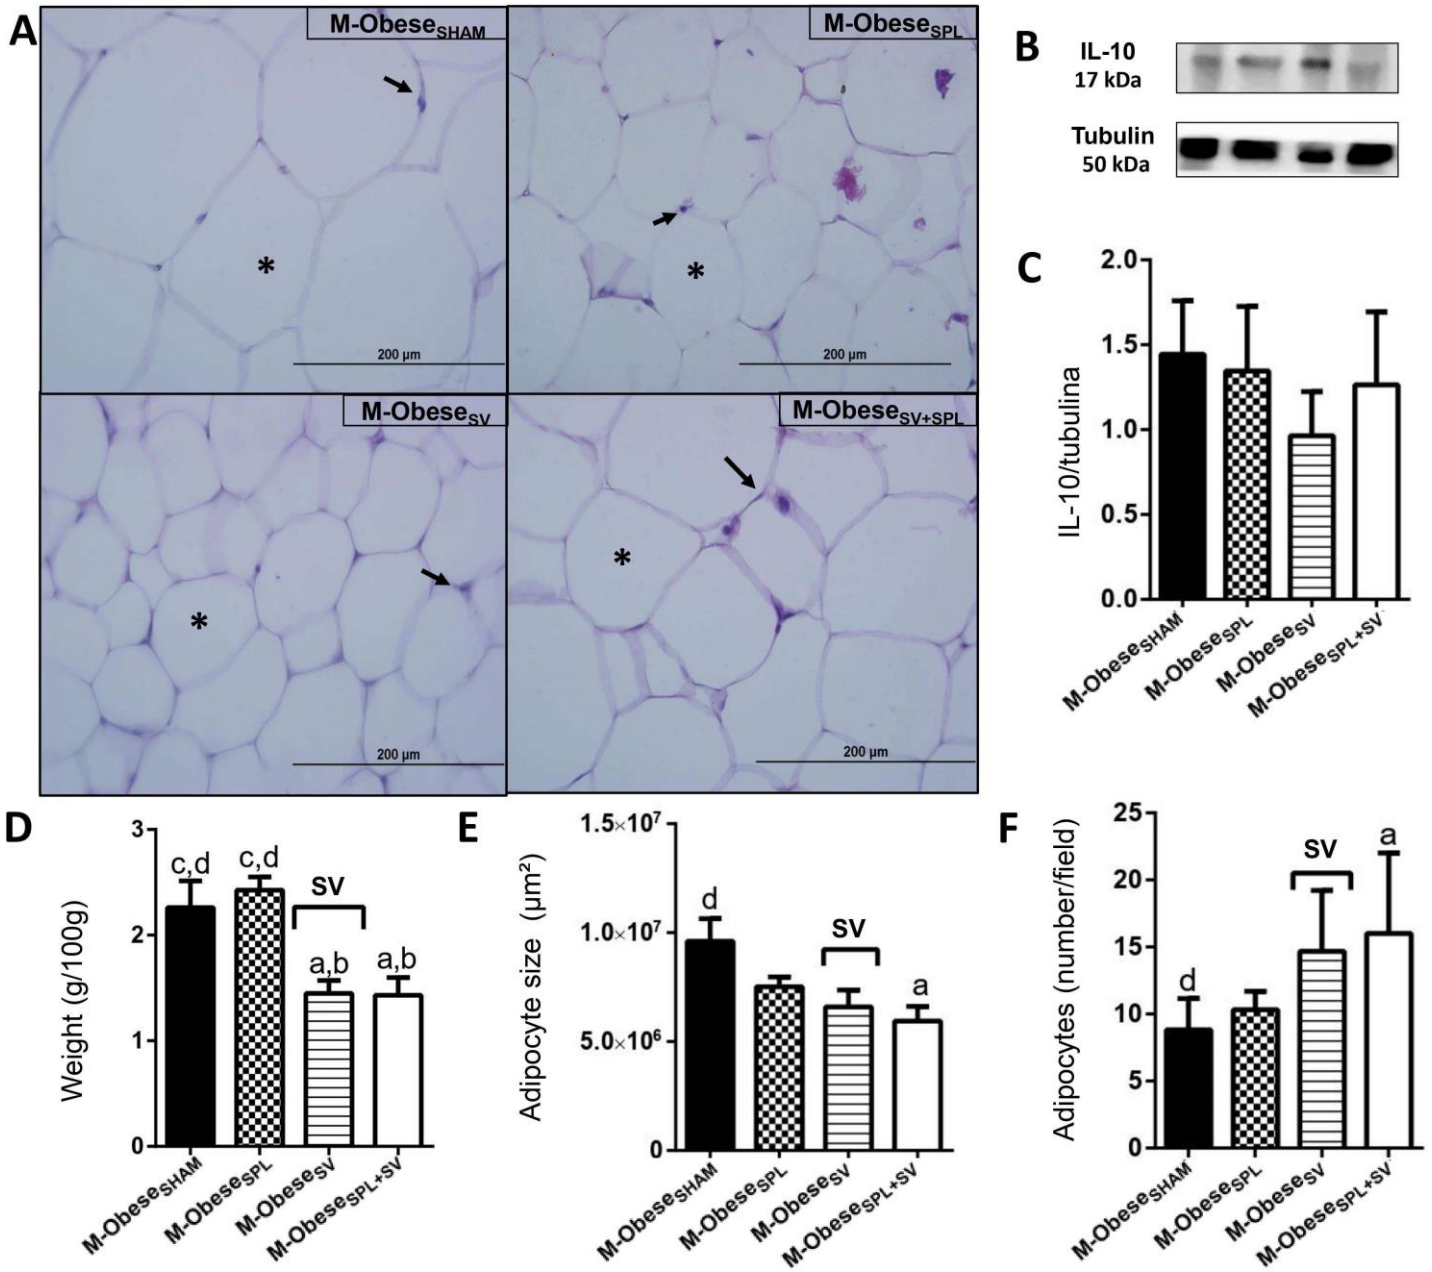 A
M-ObeseSHAM
M-ObeseSPL
*
*
200 µm
200 µm
M-ObeseSV
M-ObeseSV+SPL
*
*
200 µm
200 µm
B
IL-10
17 kDa
Tubulin
50 kDa
C
IL-10/tubulina
2.0
1.5
1.0
0.5
0.0
M-ObeseSHAM
M-ObeseSPL
M-ObeseSV
M-ObeseSPL+SV
D
Weight (g/100g)
3
2
1
0
c,d
c,d
SV
a,b
a,b
M-ObeseSHAM
M-ObeseSPL
M-ObeseSV
M-ObeseSPL+SV
E
Adipocyte size (µm²)
1.5×10⁷
1.0×10⁷
5.0×10⁶
0
d
SV
a
M-ObeseSHAM
M-ObeseSPL
M-ObeseSV
M-ObeseSPL+SV
F
Adipocytes (number/field)
25
20
15
10
5
0
d
SV
a
M-ObeseSHAM
M-ObeseSPL
M-ObeseSV
M-ObeseSPL+SV